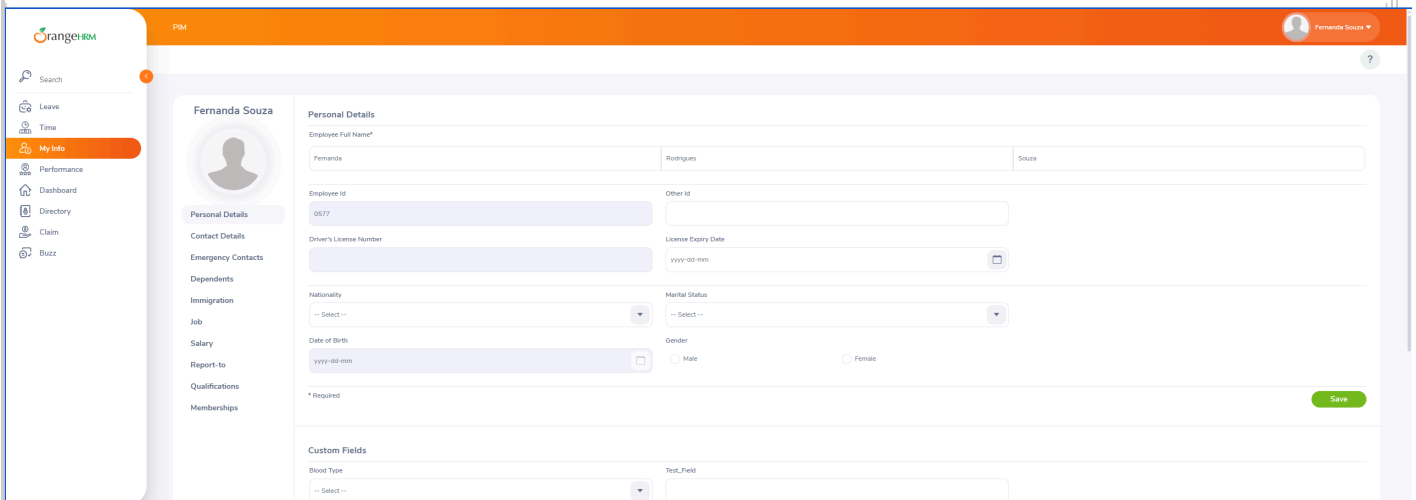 OrangeHRM
PIM
Fernanda Souza
Search
?
Leave
Time
My Info
Performance
Dashboard
Directory
Claim
Buzz
Fernanda Souza
Personal Details
Contact Details
Emergency Contacts
Dependents
Immigration
Job
Salary
Report-to
Qualifications
Memberships
Personal Details
Employee Full Name*
Fernanda Rodrigues Souza
Employee Id Other Id
0577
Driver's License Number License Expiry Date
yyyy-dd-mm
Nationality Marital Status
-- Select -- -- Select --
Date of Birth Gender
yyyy-dd-mm Male Female
* Required Save
Custom Fields
Blood Type Test_Field
-- Select --